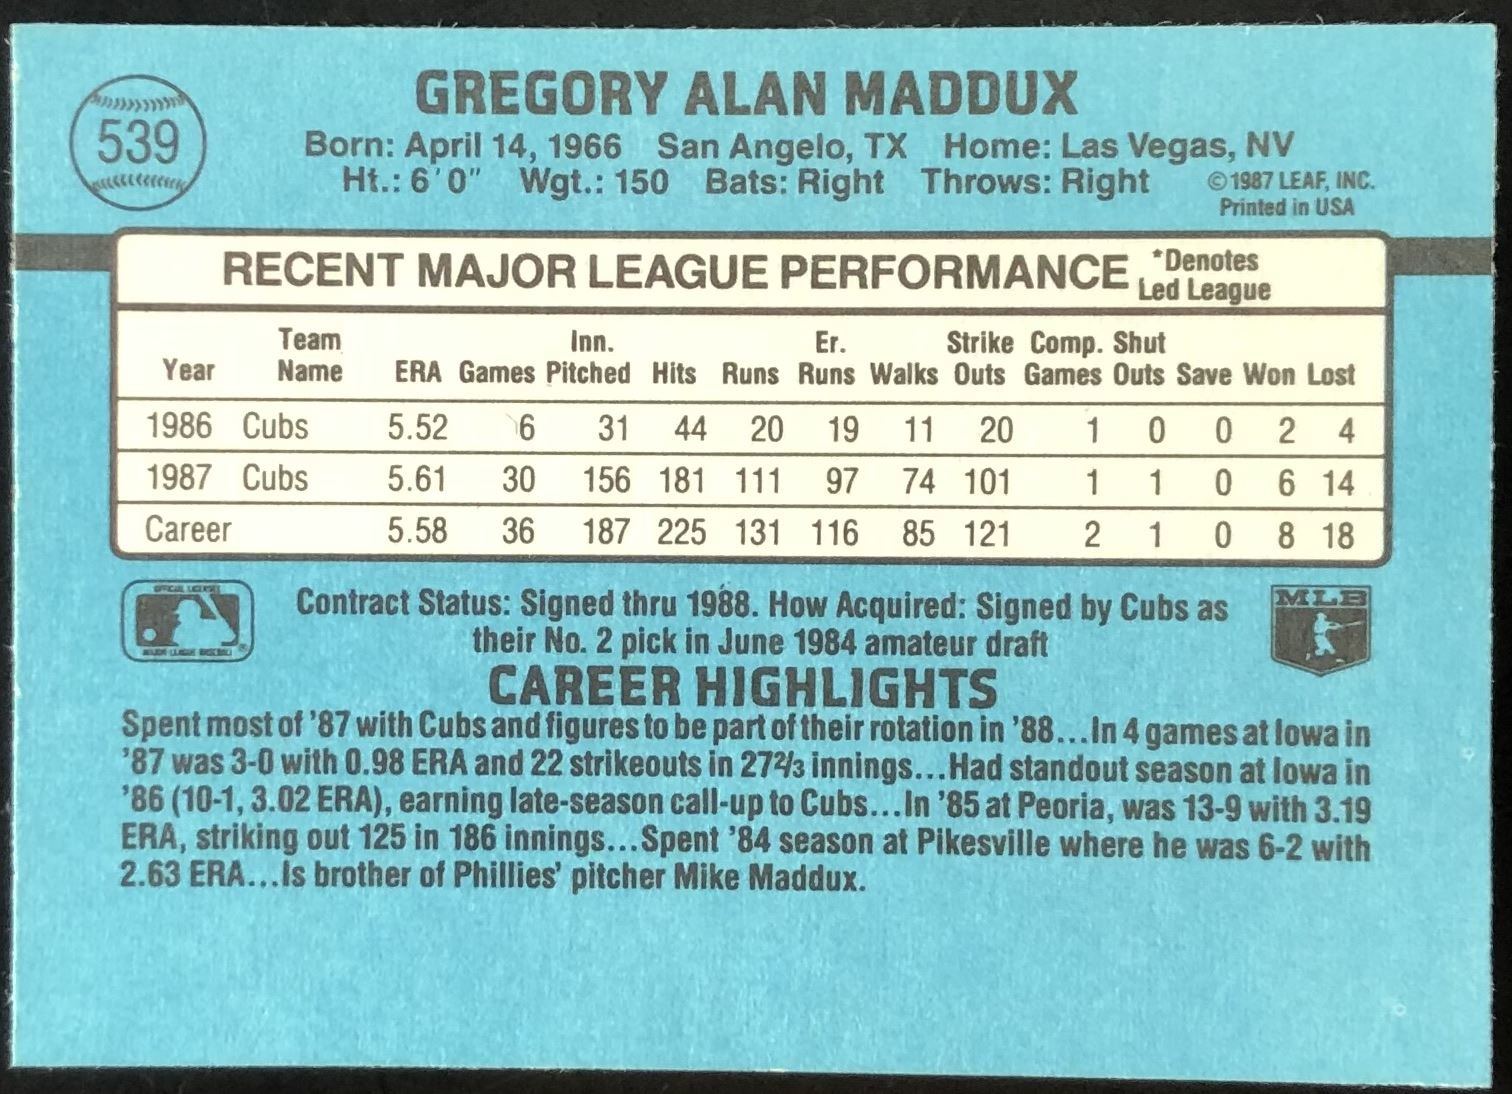 539
GREGORY ALAN MADDUX
Born: April 14, 1966 San Angelo, TX Home: Las Vegas, NV
Ht.: 6'0" Wgt.: 150 Bats: Right Throws: Right ©1987 LEAF, INC.
Printed in USA
RECENT MAJOR LEAGUE PERFORMANCE *Denotes
Led League
Team Inn. Er. Strike Comp. Shut
Year Name ERA Games Pitched Hits Runs Runs Walks Outs Games Outs Save Won Lost
1986 Cubs 5.52 6 31 44 20 19 11 20 1 0 0 2 4
1987 Cubs 5.61 30 156 181 111 97 74 101 1 1 0 6 14
Career 5.58 36 187 225 131 116 85 121 2 1 0 8 18
OFFICIAL LICENSEE
MAJOR LEAGUE BASEBALL ®
Contract Status: Signed thru 1988. How Acquired: Signed by Cubs as
their No. 2 pick in June 1984 amateur draft
MLB
CAREER HIGHLIGHTS
Spent most of '87 with Cubs and figures to be part of their rotation in '88...In 4 games at Iowa in
'87 was 3-0 with 0.98 ERA and 22 strikeouts in 27⅔ innings...Had standout season at Iowa in
'86 (10-1, 3.02 ERA), earning late-season call-up to Cubs...In '85 at Peoria, was 13-9 with 3.19
ERA, striking out 125 in 186 innings...Spent '84 season at Pikesville where he was 6-2 with
2.63 ERA...Is brother of Phillies' pitcher Mike Maddux.